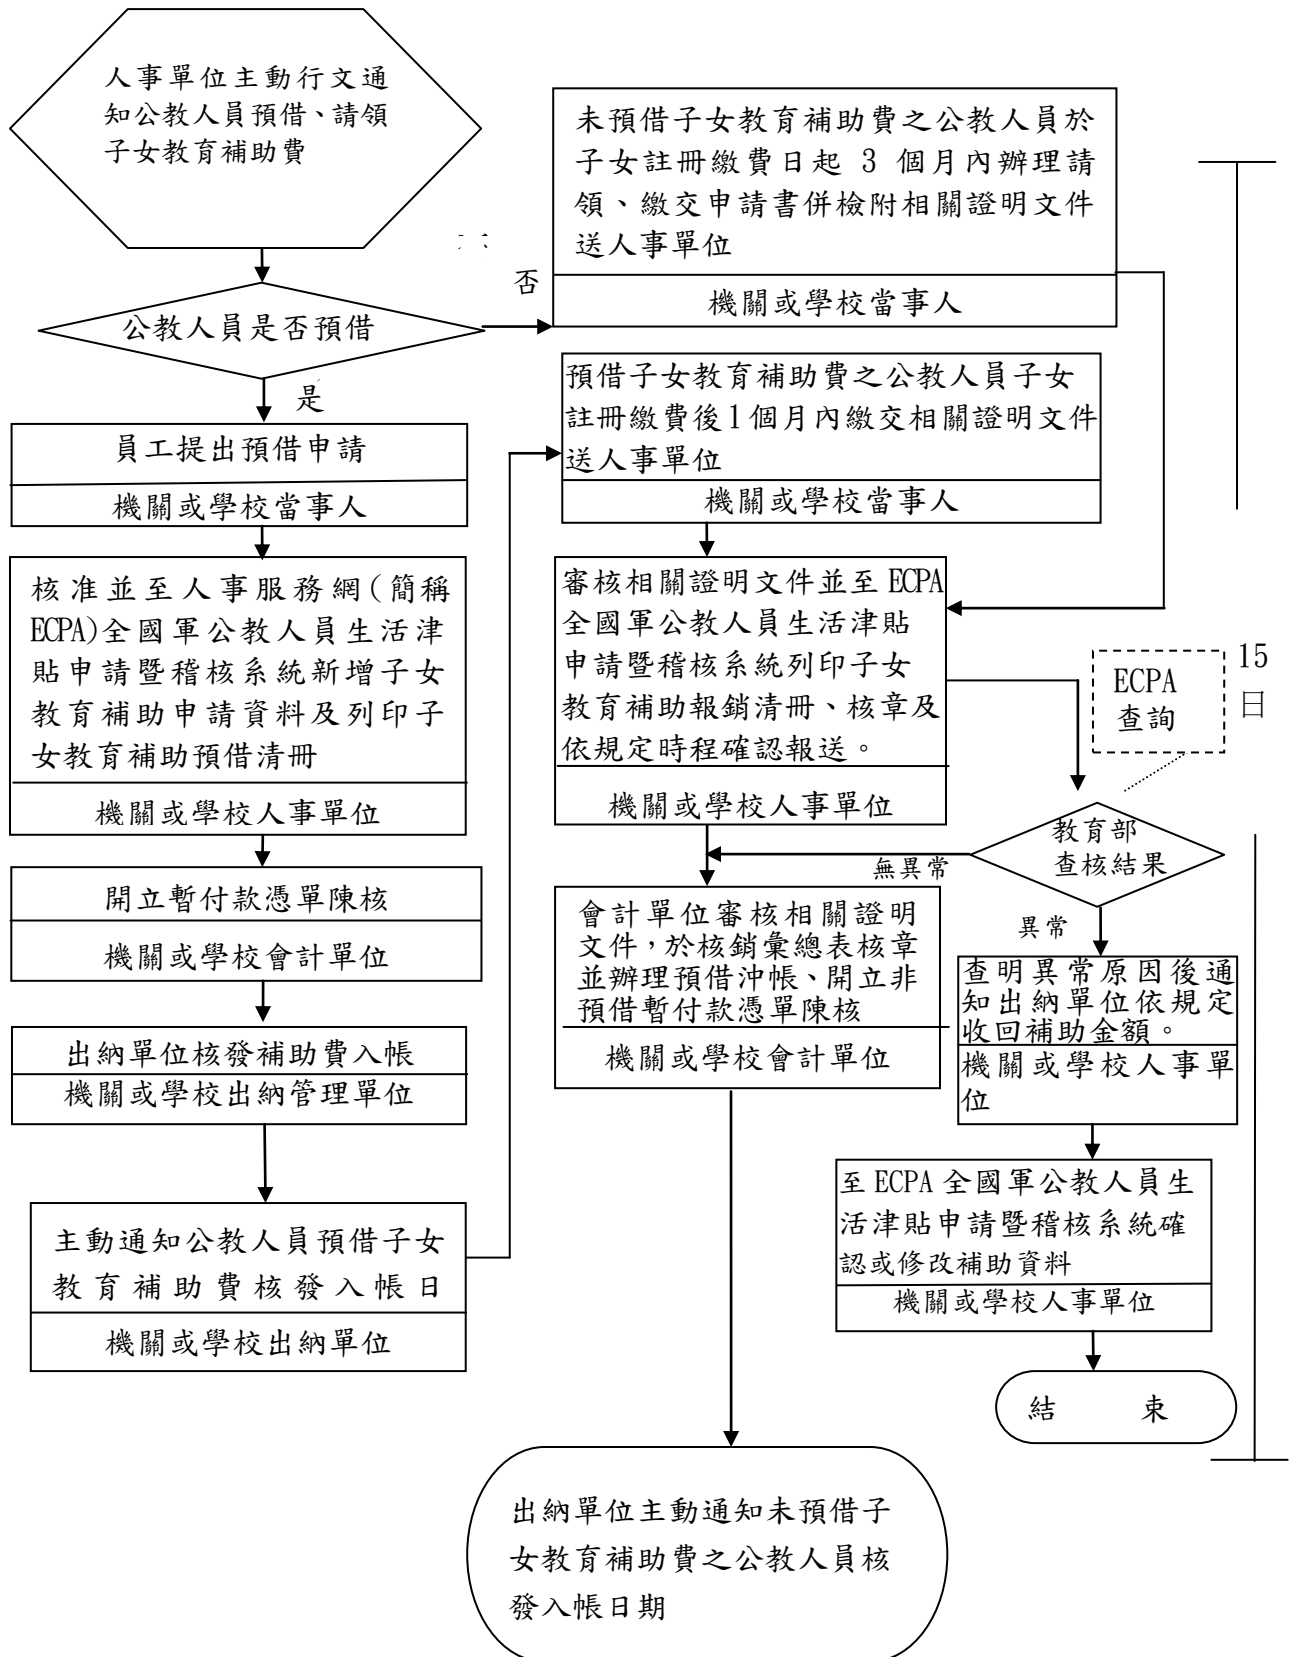 人事單位主動行文通
知公教人員預借、請領
子女教育補助費
公教人員是否預借
否
是
未預借子女教育補助費之公教人員於
子女註冊繳費日起 3 個月內辦理請
領、繳交申請書併檢附相關證明文件
送人事單位
機關或學校當事人
員工提出預借申請
機關或學校當事人
核准並至人事服務網(簡稱
ECPA)全國軍公教人員生活津
貼申請暨稽核系統新增子女
教育補助申請資料及列印子
女教育補助預借清冊
機關或學校人事單位
開立暫付款憑單陳核
機關或學校會計單位
出納單位核發補助費入帳
機關或學校出納管理單位
主動通知公教人員預借子女
教育補助費核發入帳日
機關或學校出納單位
預借子女教育補助費之公教人員子女
註冊繳費後1個月內繳交相關證明文件
送人事單位
機關或學校當事人
審核相關證明文件並至 ECPA
全國軍公教人員生活津貼
申請暨稽核系統列印子女
教育補助報銷清冊、核章及
依規定時程確認報送。
機關或學校人事單位
ECPA
查詢
15
日
教育部
查核結果
無異常
異常
會計單位審核相關證明
文件，於核銷彙總表核章
並辦理預借沖帳、開立非
預借暫付款憑單陳核
機關或學校會計單位
查明異常原因後通
知出納單位依規定
收回補助金額。
機關或學校人事單
位
至 ECPA 全國軍公教人員生
活津貼申請暨稽核系統確
認或修改補助資料
機關或學校人事單位
結 束
出納單位主動通知未預借子
女教育補助費之公教人員核
發入帳日期